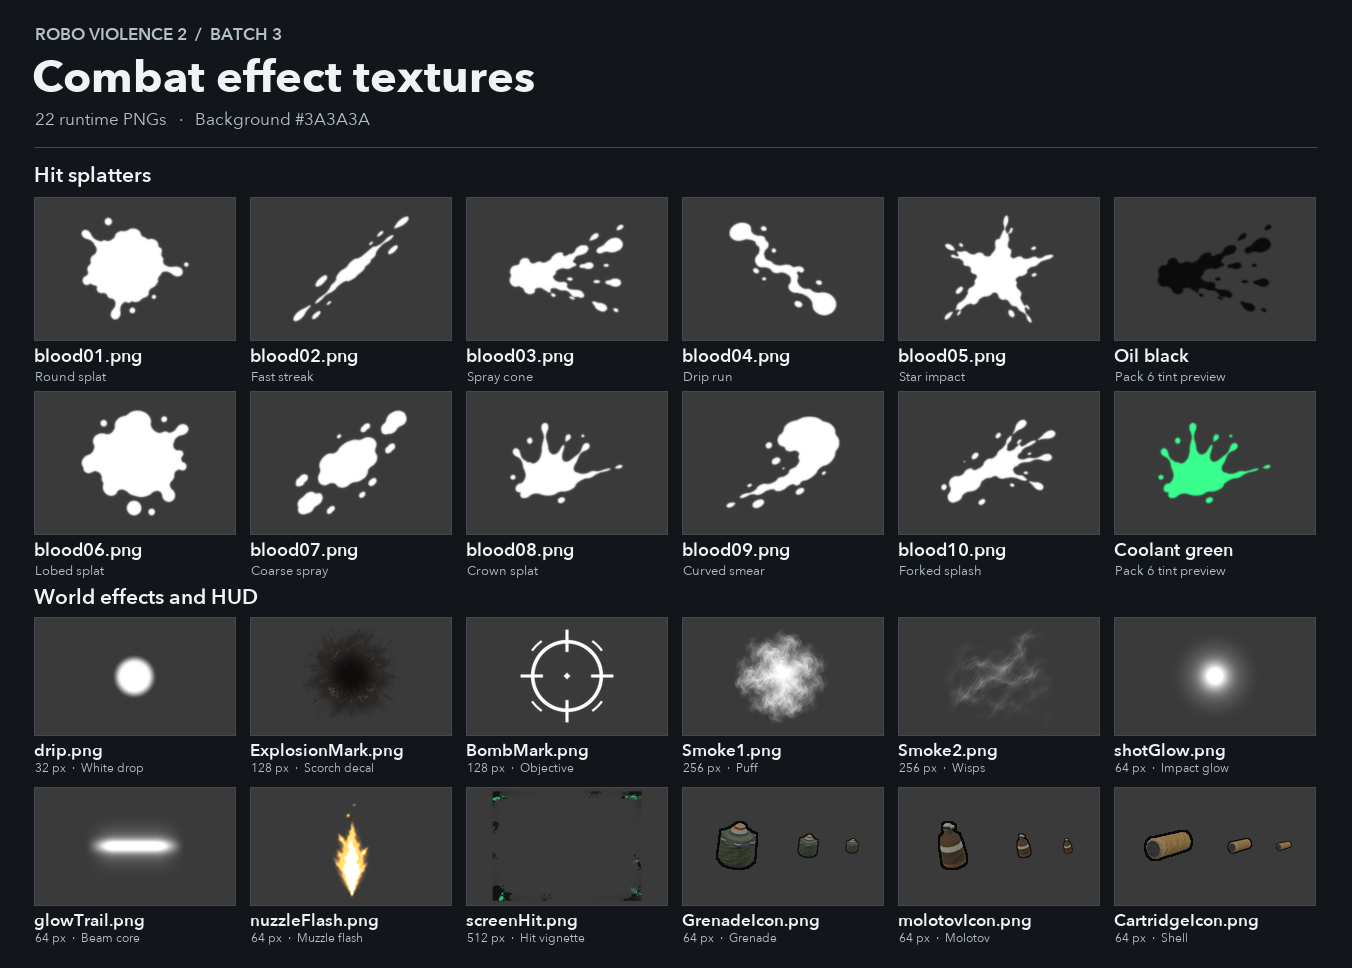 ROBO VIOLENCE 2 / BATCH 3
Combat effect textures
22 runtime PNGs · Background #3A3A3A
Hit splatters
blood01.png
Round splat
blood02.png
Fast streak
blood03.png
Spray cone
blood04.png
Drip run
blood05.png
Star impact
Oil black
Pack 6 tint preview
blood06.png
Lobed splat
blood07.png
Coarse spray
blood08.png
Crown splat
blood09.png
Curved smear
blood10.png
Forked splash
Coolant green
Pack 6 tint preview
World effects and HUD
drip.png
32 px · White drop
ExplosionMark.png
128 px · Scorch decal
BombMark.png
128 px · Objective
Smoke1.png
256 px · Puff
Smoke2.png
256 px · Wisps
shotGlow.png
64 px · Impact glow
glowTrail.png
64 px · Beam core
nuzzleFlash.png
64 px · Muzzle flash
screenHit.png
512 px · Hit vignette
GrenadeIcon.png
64 px · Grenade
molotovIcon.png
64 px · Molotov
CartridgeIcon.png
64 px · Shell